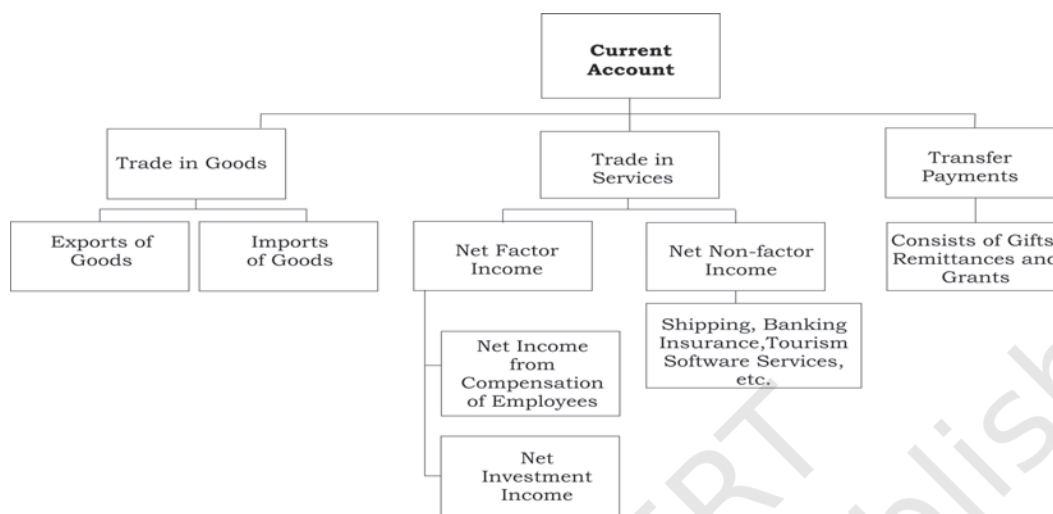 Current
Account
Trade in Goods
Trade in
Services
Transfer
Payments
Exports of
Goods
Imports
of Goods
Net Factor
Income
Net Non-factor
Income
Consists of Gifts
Remittances and
Grants
Shipping, Banking
Insurance,Tourism
Software Services,
etc.
Net Income
from
Compensation
of Employees
Net
Investment
Income